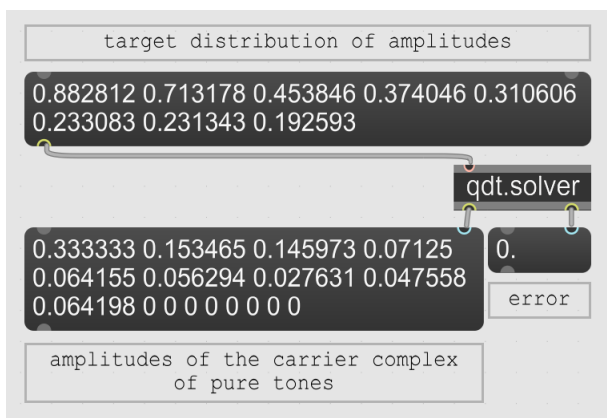 target distribution of amplitudes
0.882812 0.713178 0.453846 0.374046 0.310606
0.233083 0.231343 0.192593
qdt.solver
0.333333 0.153465 0.145973 0.07125
0.064155 0.056294 0.027631 0.047558
0.064198 0 0 0 0 0 0 0 0
0.
error
amplitudes of the carrier complex
of pure tones